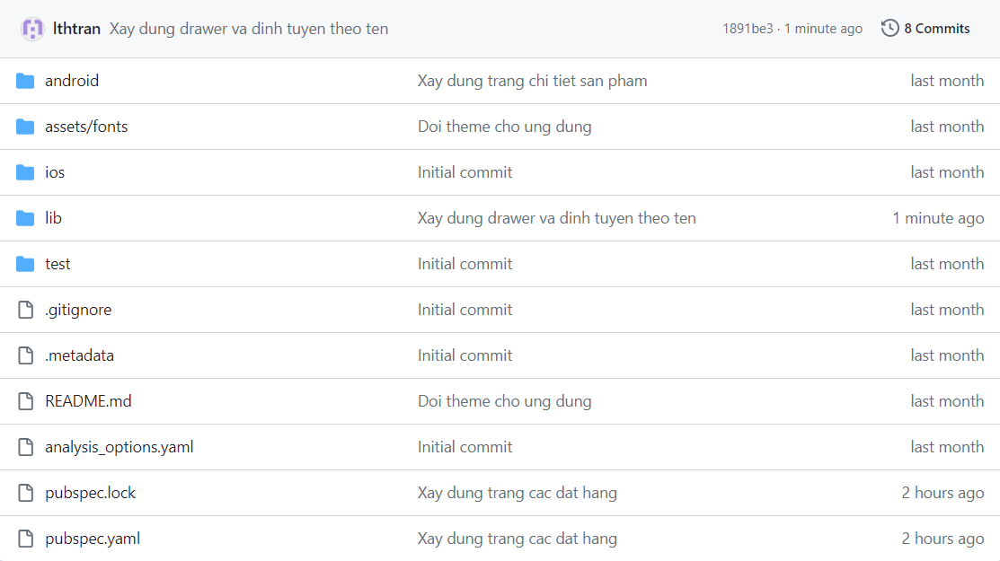 lthtran Xay dung drawer va dinh tuyen theo ten 1891be3 · 1 minute ago 8 Commits
android Xay dung trang chi tiet san pham last month
assets/fonts Doi theme cho ung dung last month
ios Initial commit last month
lib Xay dung drawer va dinh tuyen theo ten 1 minute ago
test Initial commit last month
.gitignore Initial commit last month
.metadata Initial commit last month
README.md Doi theme cho ung dung last month
analysis_options.yaml Initial commit last month
pubspec.lock Xay dung trang cac dat hang 2 hours ago
pubspec.yaml Xay dung trang cac dat hang 2 hours ago